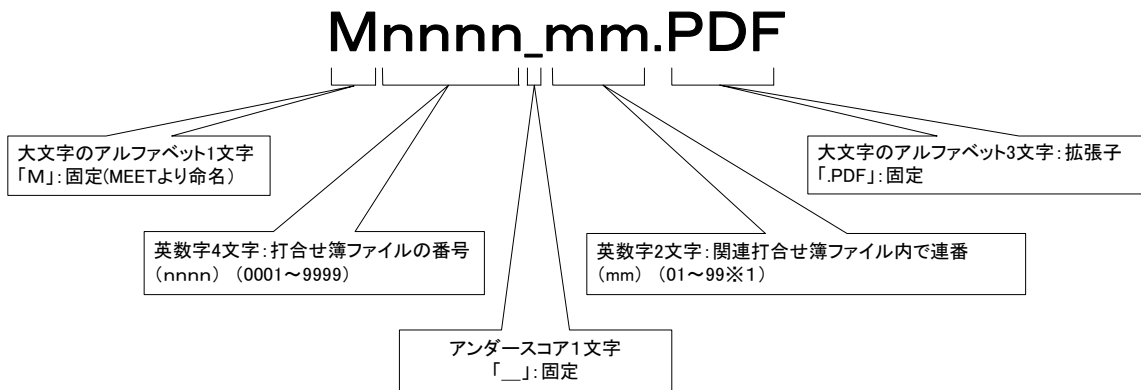 Mnnnn_mm.PDF
大文字のアルファベット1文字
「M」：固定(MEETより命名)
大文字のアルファベット3文字：拡張子
「.PDF」：固定
英数字4文字：打合せ簿ファイルの番号
(nnnn) (0001～9999)
英数字2文字：関連打合せ簿ファイル内で連番
(mm) (01～99※1)
アンダースコア1文字
「__」：固定